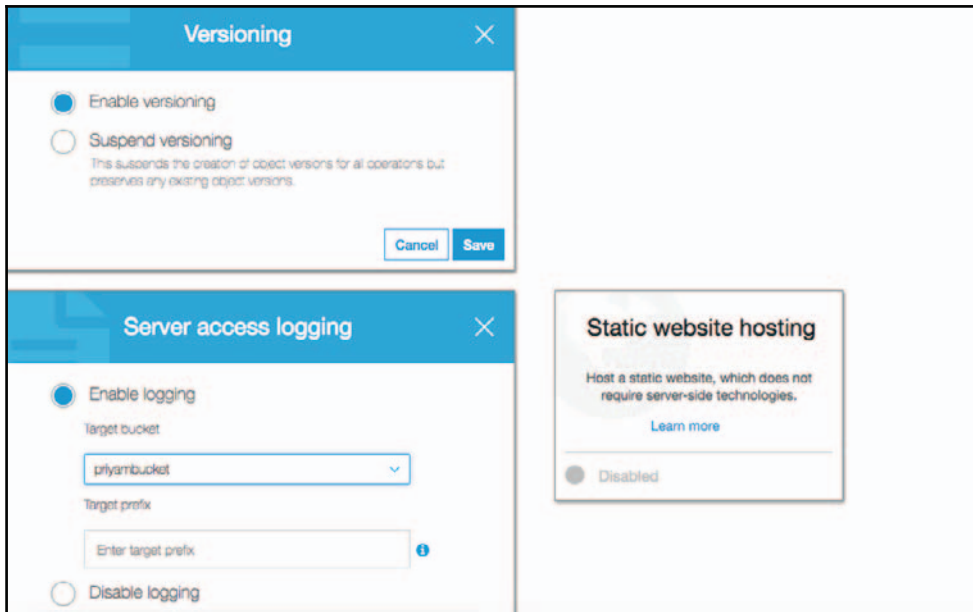 Versioning
Enable versioning
Suspend versioning
This suspends the creation of object versions for all operations but
preserves any existing object versions.
Cancel
Save
Server access logging
Enable logging
Target bucket
priyambucket
Target prefix
Enter target prefix
Disable logging
Static website hosting
Host a static website, which does not
require server-side technologies.
Learn more
Disabled